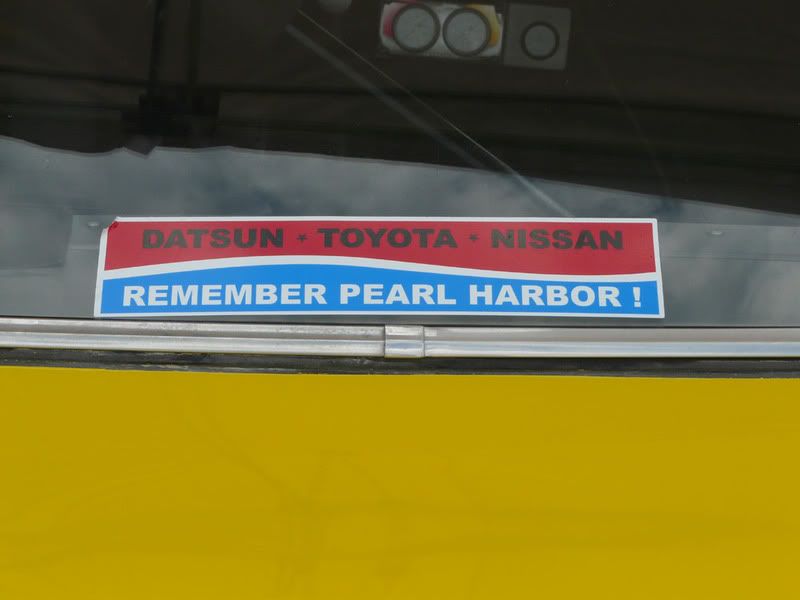 DATSUN ★ TOYOTA ★ NISSAN
REMEMBER PEARL HARBOR !